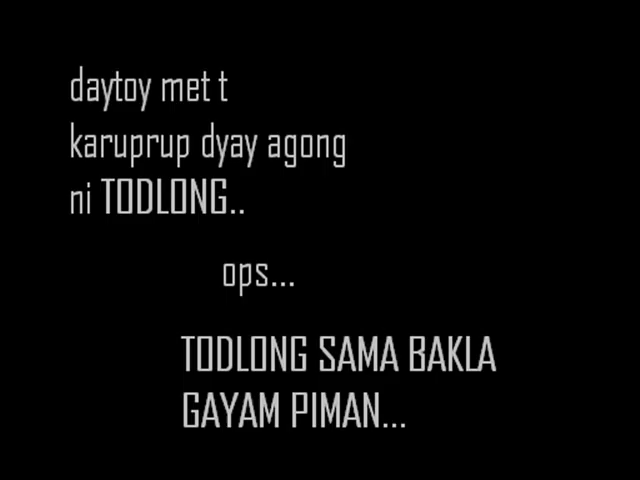 daytoy met t
karuprup dyay agong
ni TODLONG..
ops...
TODLONG SAMA BAKLA
GAYAM PIMAN...